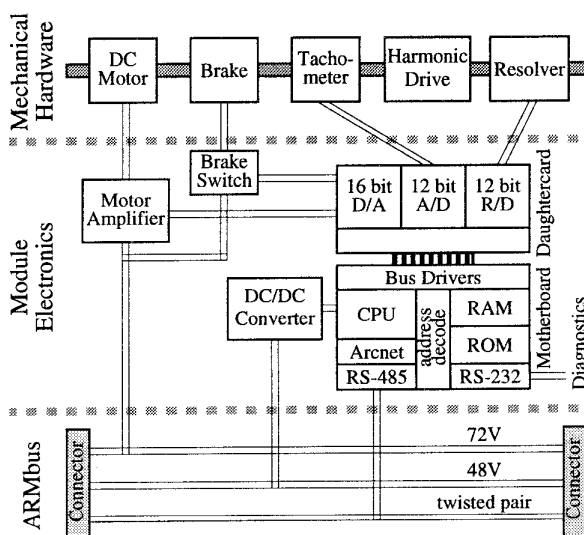 Mechanical
Hardware
DC
Motor
Brake
Tacho-
meter
Harmonic
Drive
Resolver
Module
Electronics
Brake
Switch
Motor
Amplifier
16 bit
D/A
12 bit
A/D
12 bit
R/D
Daughtercard
Bus Drivers
DC/DC
Converter
CPU
address
decode
RAM
ROM
Arcnet
RS-485
RS-232
Motherboard
Diagnostics
ARMbus
Connector
72V
48V
twisted pair
Connector